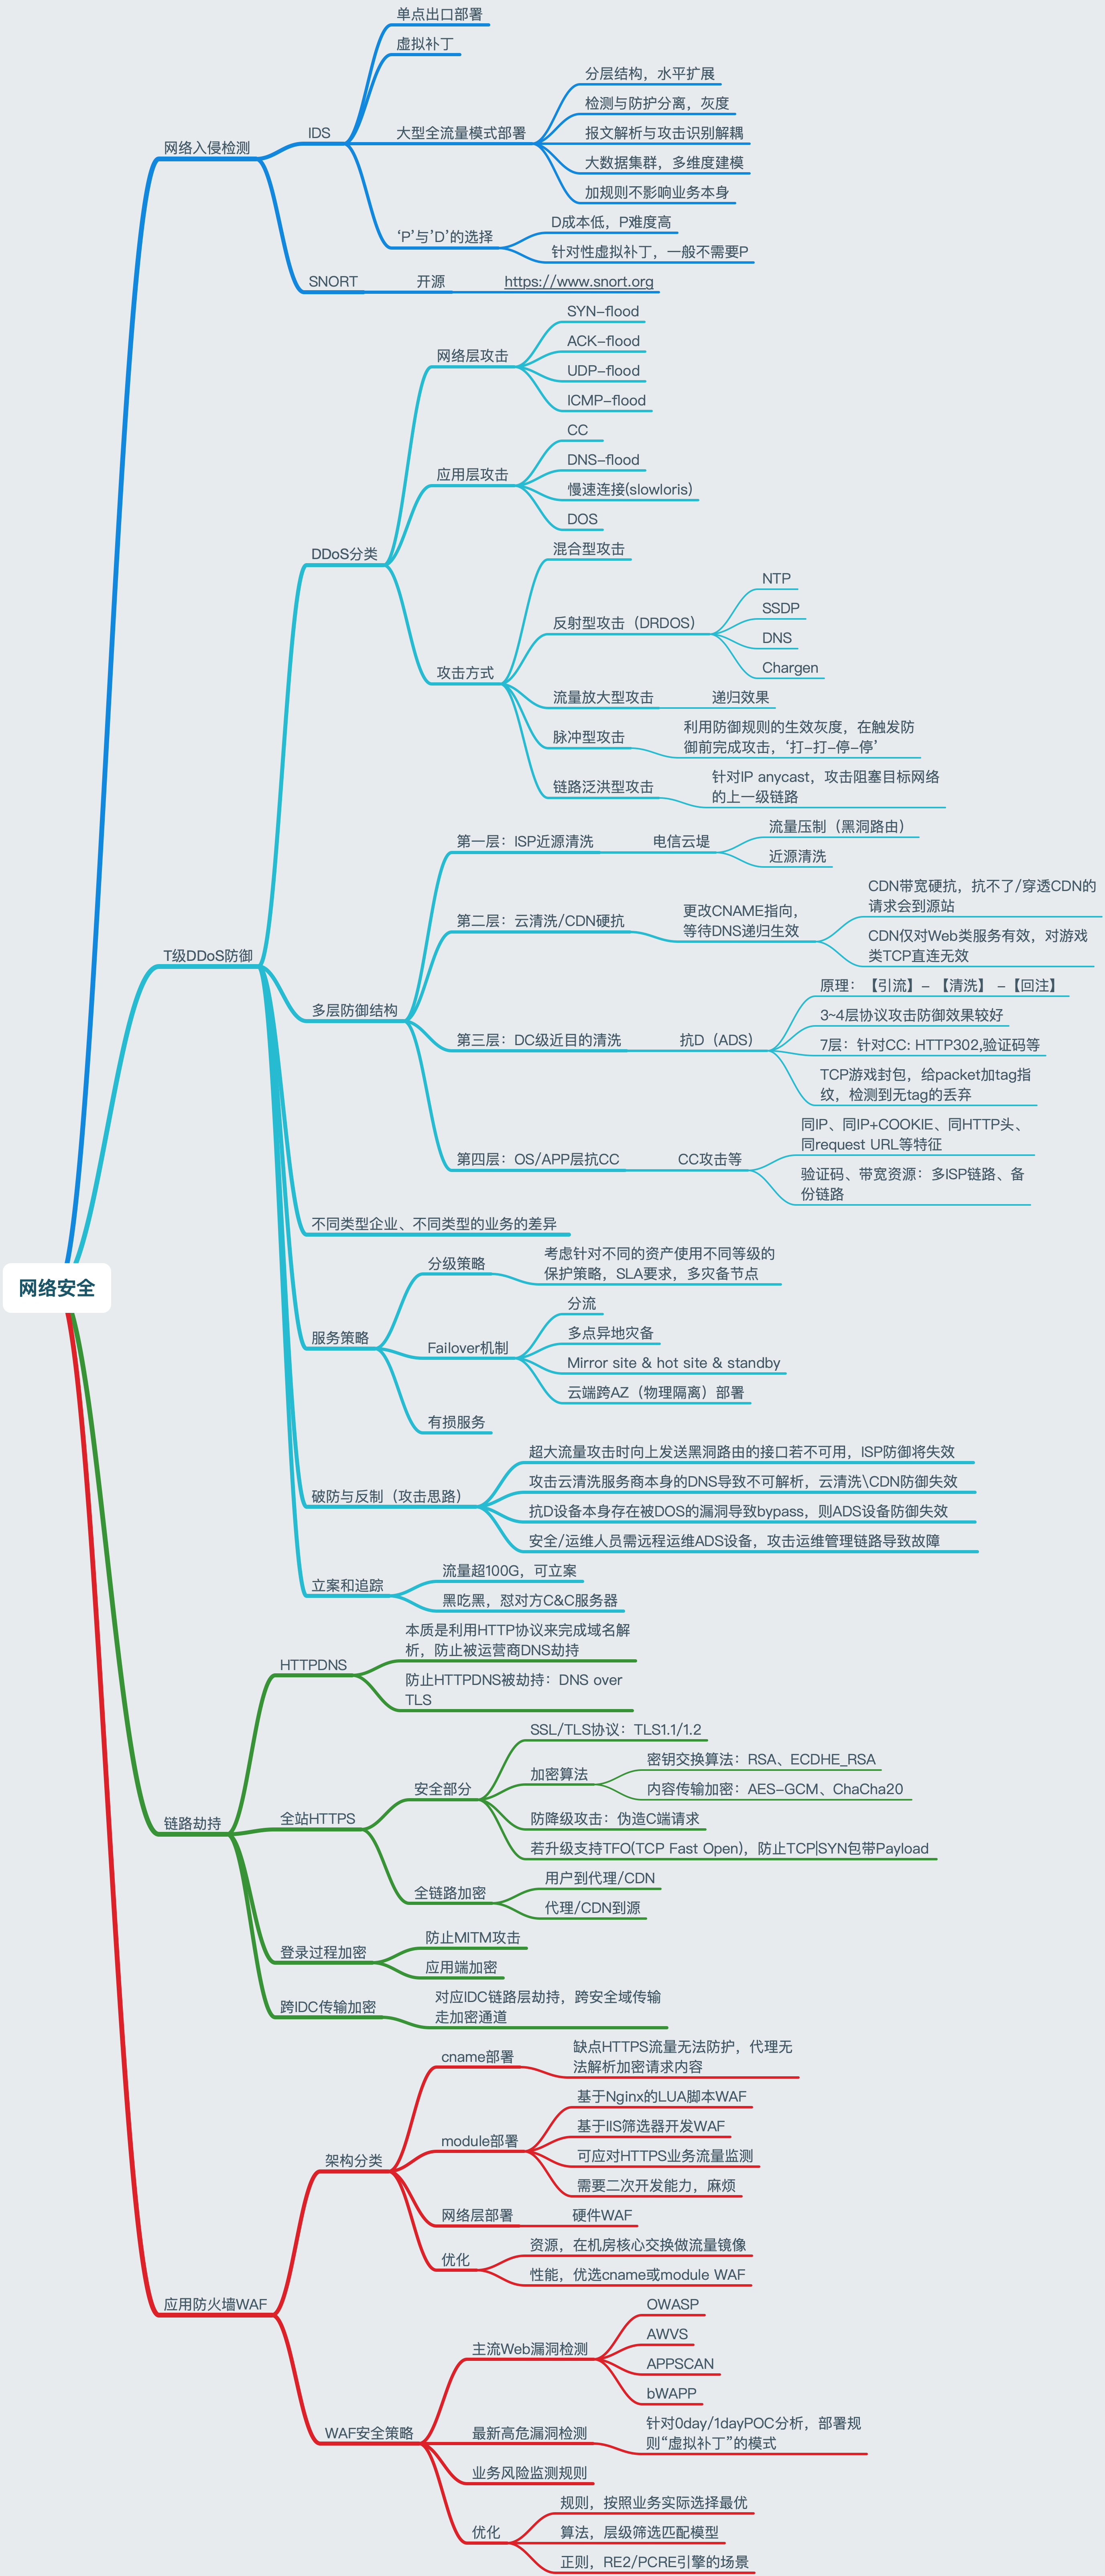 单点出口部署
虚拟补丁
分层结构，水平扩展
检测与防护分离，灰度
IDS
大型全流量模式部署
报文解析与攻击识别解耦
网络入侵检测
大数据集群，多维度建模
加规则不影响业务本身
‘P’与’D’的选择
D成本低，P难度高
针对性虚拟补丁，一般不需要P
SNORT
开源
https://www.snort.org
SYN-flood
ACK-flood
网络层攻击
UDP-flood
ICMP-flood
CC
DNS-flood
应用层攻击
慢速连接(slowloris)
DOS
DDoS分类
混合型攻击
NTP
SSDP
反射型攻击（DRDOS）
DNS
Chargen
攻击方式
流量放大型攻击
递归效果
脉冲型攻击
利用防御规则的生效灰度，在触发防
御前完成攻击，‘打-打-停-停’
链路泛洪型攻击
针对IP anycast，攻击阻塞目标网络
的上一级链路
第一层：ISP近源清洗
电信云堤
流量压制（黑洞路由）
近源清洗
第二层：云清洗/CDN硬抗
更改CNAME指向，
等待DNS递归生效
CDN带宽硬抗，抗不了/穿透CDN的
请求会到源站
CDN仅对Web类服务有效，对游戏
类TCP直连无效
T级DDoS防御
多层防御结构
第三层：DC级近目的清洗
抗D（ADS）
原理：【引流】-【清洗】-【回注】
3~4层协议攻击防御效果较好
7层：针对CC: HTTP302,验证码等
TCP游戏封包，给packet加tag指
纹，检测到无tag的丢弃
第四层：OS/APP层抗CC
CC攻击等
同IP、同IP+COOKIE、同HTTP头、
同request URL等特征
验证码、带宽资源：多ISP链路、备
份链路
不同类型企业、不同类型的业务的差异
分级策略
考虑针对不同的资产使用不同等级的
保护策略，SLA要求，多灾备节点
服务策略
Failover机制
分流
多点异地灾备
Mirror site & hot site & standby
云端跨AZ（物理隔离）部署
有损服务
网络安全
破防与反制（攻击思路）
超大流量攻击时向上发送黑洞路由的接口若不可用，ISP防御将失效
攻击云清洗服务商本身的DNS导致不可解析，云清洗\CDN防御失效
抗D设备本身存在被DOS的漏洞导致bypass，则ADS设备防御失效
安全/运维人员需远程运维ADS设备，攻击运维管理链路导致故障
立案和追踪
流量超100G，可立案
黑吃黑，怼对方C&C服务器
HTTPDNS
本质是利用HTTP协议来完成域名解
析，防止被运营商DNS劫持
防止HTTPDNS被劫持：DNS over
TLS
SSL/TLS协议：TLS1.1/1.2
安全部分
加密算法
密钥交换算法：RSA、ECDHE_RSA
内容传输加密：AES-GCM、ChaCha20
链路劫持
全站HTTPS
防降级攻击：伪造C端请求
若升级支持TFO(TCP Fast Open)，防止TCP|SYN包带Payload
全链路加密
用户到代理/CDN
代理/CDN到源
登录过程加密
防止MITM攻击
应用端加密
跨IDC传输加密
对应IDC链路层劫持，跨安全域传输
走加密通道
cname部署
缺点HTTPS流量无法防护，代理无
法解析加密请求内容
架构分类
module部署
基于Nginx的LUA脚本WAF
基于IIS筛选器开发WAF
可应对HTTPS业务流量监测
需要二次开发能力，麻烦
网络层部署
硬件WAF
优化
资源，在机房核心交换做流量镜像
性能，优选cname或module WAF
应用防火墙WAF
主流Web漏洞检测
OWASP
AWVS
APPSCAN
bWAPP
WAF安全策略
最新高危漏洞检测
针对0day/1dayPOC分析，部署规
则“虚拟补丁”的模式
业务风险监测规则
优化
规则，按照业务实际选择最优
算法，层级筛选匹配模型
正则，RE2/PCRE引擎的场景